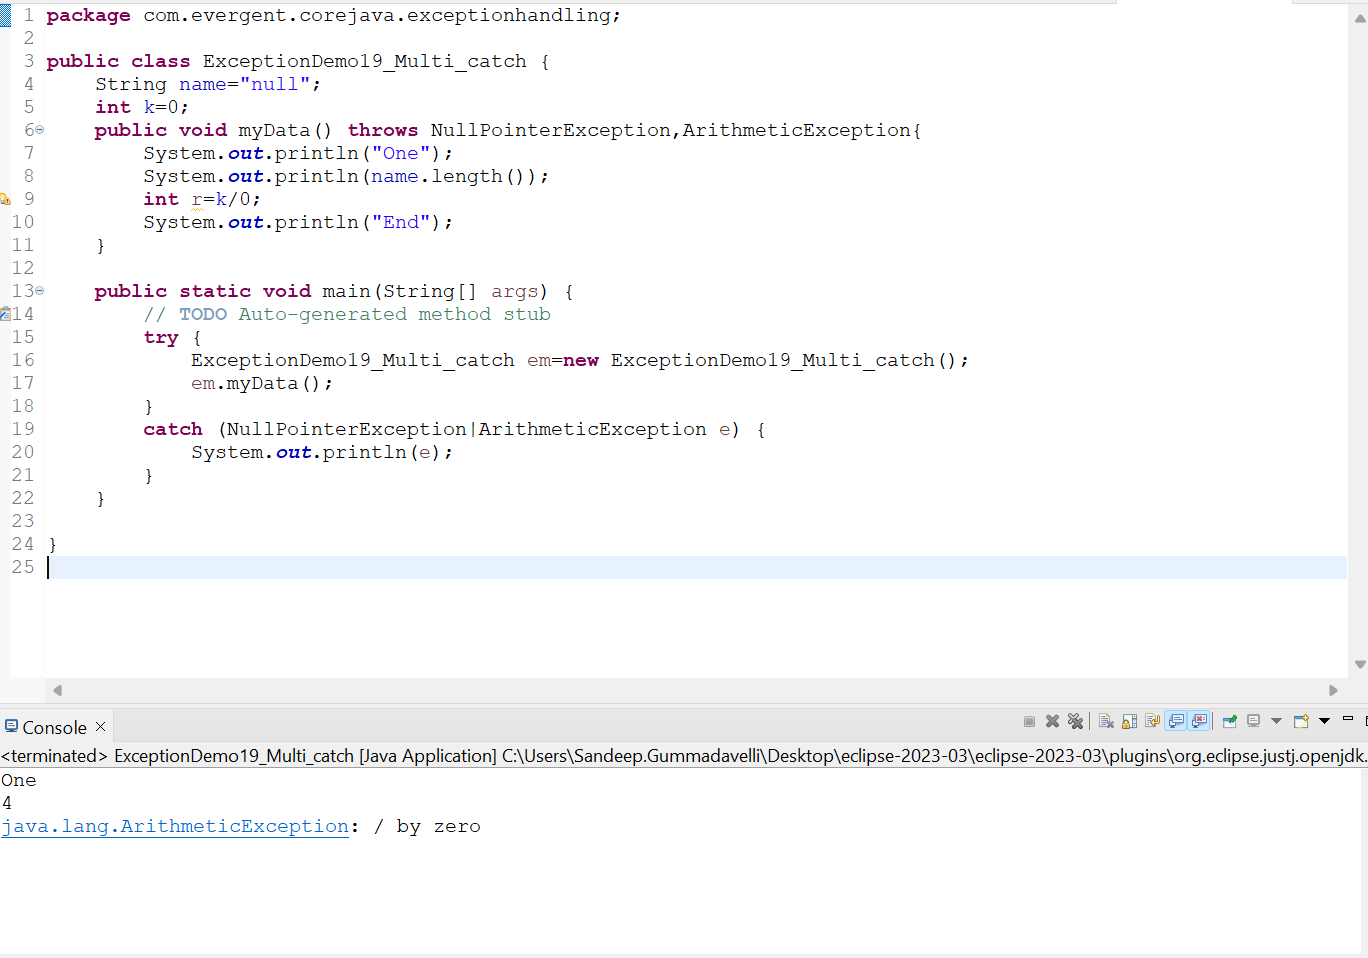 1 package com.evergent.corejava.exceptionhandling;
2
3 public class ExceptionDemo19_Multi_catch {
4     String name="null";
5     int k=0;
6     public void myData() throws NullPointerException,ArithmeticException{
7         System.out.println("One");
8         System.out.println(name.length());
9         int r=k/0;
10         System.out.println("End");
11     }
12
13     public static void main(String[] args) {
14         // TODO Auto-generated method stub
15         try {
16             ExceptionDemo19_Multi_catch em=new ExceptionDemo19_Multi_catch();
17             em.myData();
18         }
19         catch (NullPointerException|ArithmeticException e) {
20             System.out.println(e);
21         }
22     }
23
24 }
25
Console
<terminated> ExceptionDemo19_Multi_catch [Java Application] C:\Users\Sandeep.Gummadavelli\Desktop\eclipse-2023-03\eclipse-2023-03\plugins\org.eclipse.justj.openjdk.
One
4
java.lang.ArithmeticException: / by zero